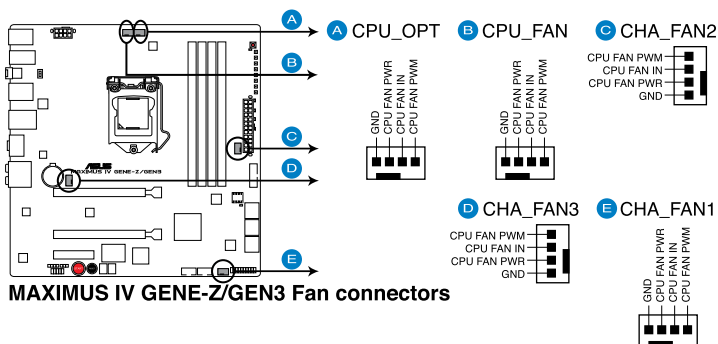 A
B
C
D
E
ASUS
MAXIMUS IV GENE-Z/GEN3
A CPU_OPT
GND
CPU FAN PWR
CPU FAN IN
CPU FAN PWM
B CPU_FAN
GND
CPU FAN PWR
CPU FAN IN
CPU FAN PWM
C CHA_FAN2
CPU FAN PWM
CPU FAN IN
CPU FAN PWR
GND
D CHA_FAN3
CPU FAN PWM
CPU FAN IN
CPU FAN PWR
GND
E CHA_FAN1
GND
CPU FAN PWR
CPU FAN IN
CPU FAN PWM
MAXIMUS IV GENE-Z/GEN3 Fan connectors